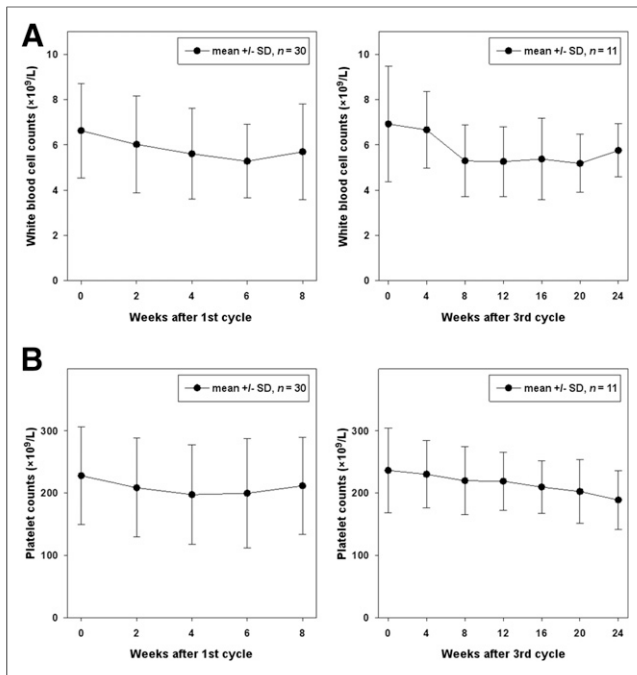 A
White blood cell counts (×10⁹/L)
10
8
6
4
2
0
mean +/- SD, n = 30
0 2 4 6 8
Weeks after 1st cycle
White blood cell counts (×10⁹/L)
10
8
6
4
2
0
mean +/- SD, n = 11
0 4 8 12 16 20 24
Weeks after 3rd cycle
B
Platelet counts (×10⁹/L)
300
200
100
0
mean +/- SD, n = 30
0 2 4 6 8
Weeks after 1st cycle
Platelet counts (×10⁹/L)
300
200
100
0
mean +/- SD, n = 11
0 4 8 12 16 20 24
Weeks after 3rd cycle